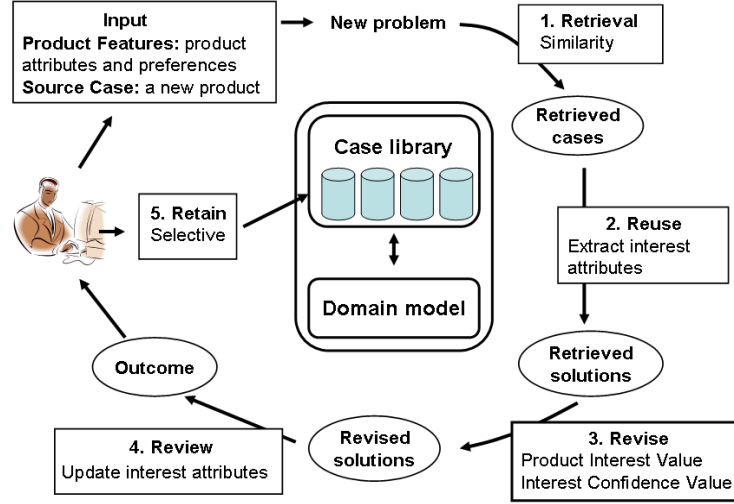 Input
Product Features: product
attributes and preferences
Source Case: a new product
New problem
1. Retrieval
Similarity
Retrieved
cases
Case library
5. Retain
Selective
2. Reuse
Extract interest
attributes
Domain model
Outcome
Retrieved
solutions
4. Review
Update interest attributes
Revised
solutions
3. Revise
Product Interest Value
Interest Confidence Value